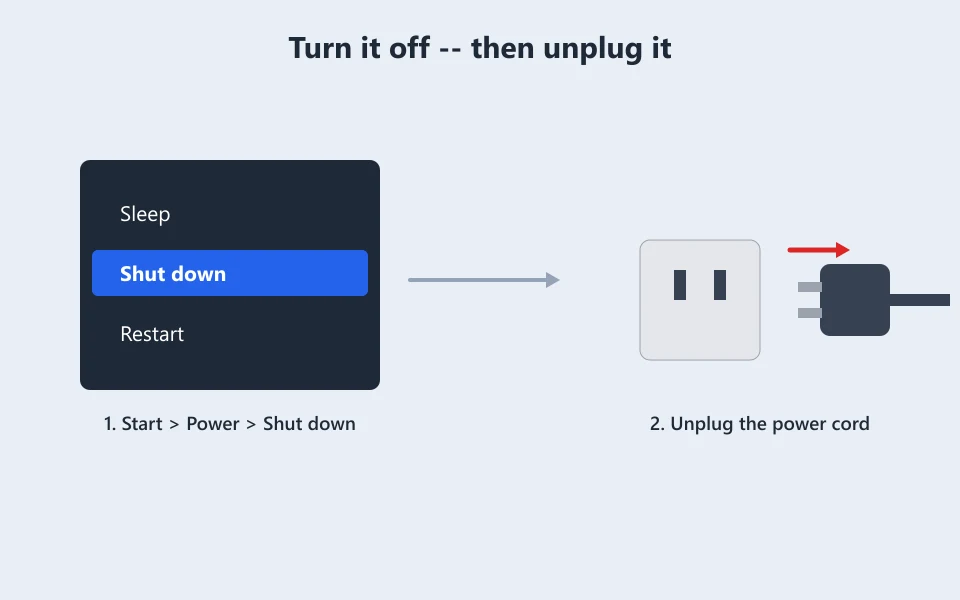 Turn it off -- then unplug it
Sleep
Shut down
Restart
1. Start > Power > Shut down
2. Unplug the power cord